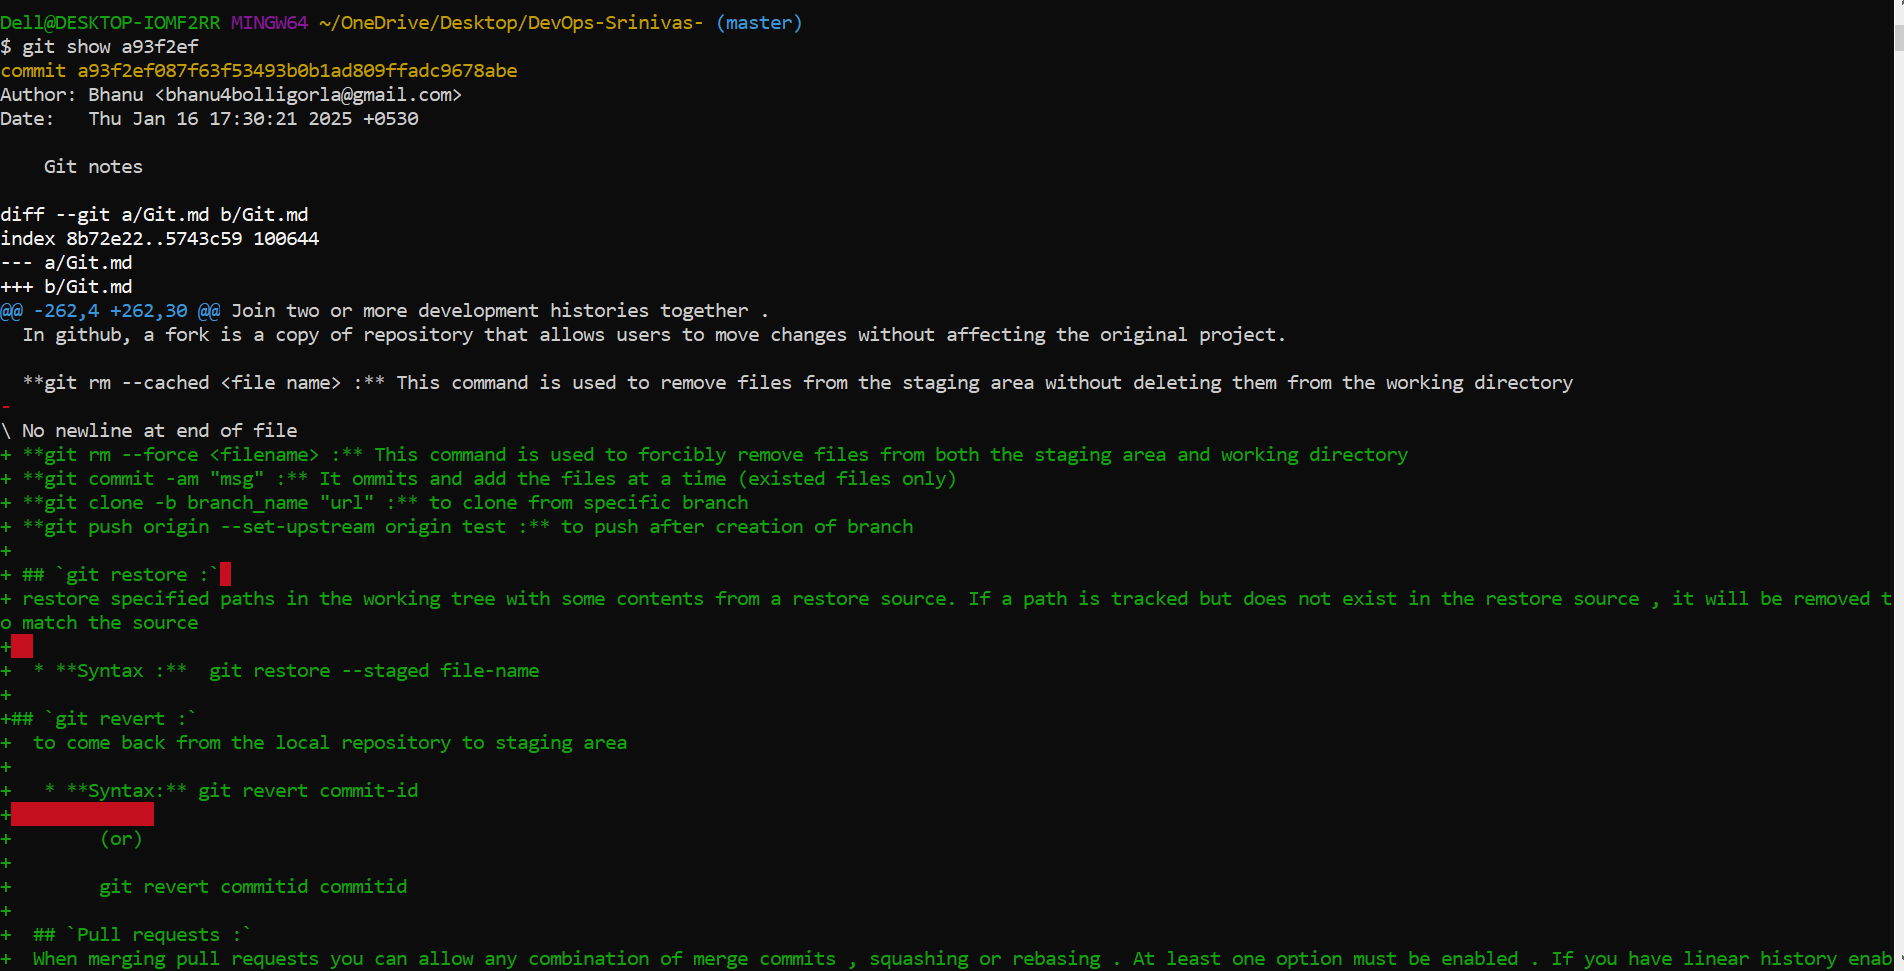 Dell@DESKTOP-IOMF2RR MINGW64 ~/OneDrive/Desktop/DevOps-Srinivas- (master)
$ git show a93f2ef
commit a93f2ef087f63f53493b0b1ad809ffadc9678abe
Author: Bhanu <bhanu4bolligorla@gmail.com>
Date:   Thu Jan 16 17:30:21 2025 +0530

    Git notes

diff --git a/Git.md b/Git.md
index 8b72e22..5743c59 100644
--- a/Git.md
+++ b/Git.md
@@ -262,4 +262,30 @@ Join two or more development histories together .
  In github, a fork is a copy of repository that allows users to move changes without affecting the original project.

  **git rm --cached <file name> :** This command is used to remove files from the staging area without deleting them from the working directory
-
\ No newline at end of file
+ **git rm --force <filename> :** This command is used to forcibly remove files from both the staging area and working directory
+ **git commit -am "msg" :** It ommits and add the files at a time (existed files only)
+ **git clone -b branch_name "url" :** to clone from specific branch
+ **git push origin --set-upstream origin test :** to push after creation of branch
+
+ ## `git restore :`
+ restore specified paths in the working tree with some contents from a restore source. If a path is tracked but does not exist in the restore source , it will be removed t
o match the source
+
+  * **Syntax :**  git restore --staged file-name
+
+## `git revert :`
+  to come back from the local repository to staging area
+
+   * **Syntax:** git revert commit-id
+
+        (or)
+
+        git revert commitid commitid
+
+  ## `Pull requests :`
+  When merging pull requests you can allow any combination of merge commits , squashing or rebasing . At least one option must be enabled . If you have linear history enab